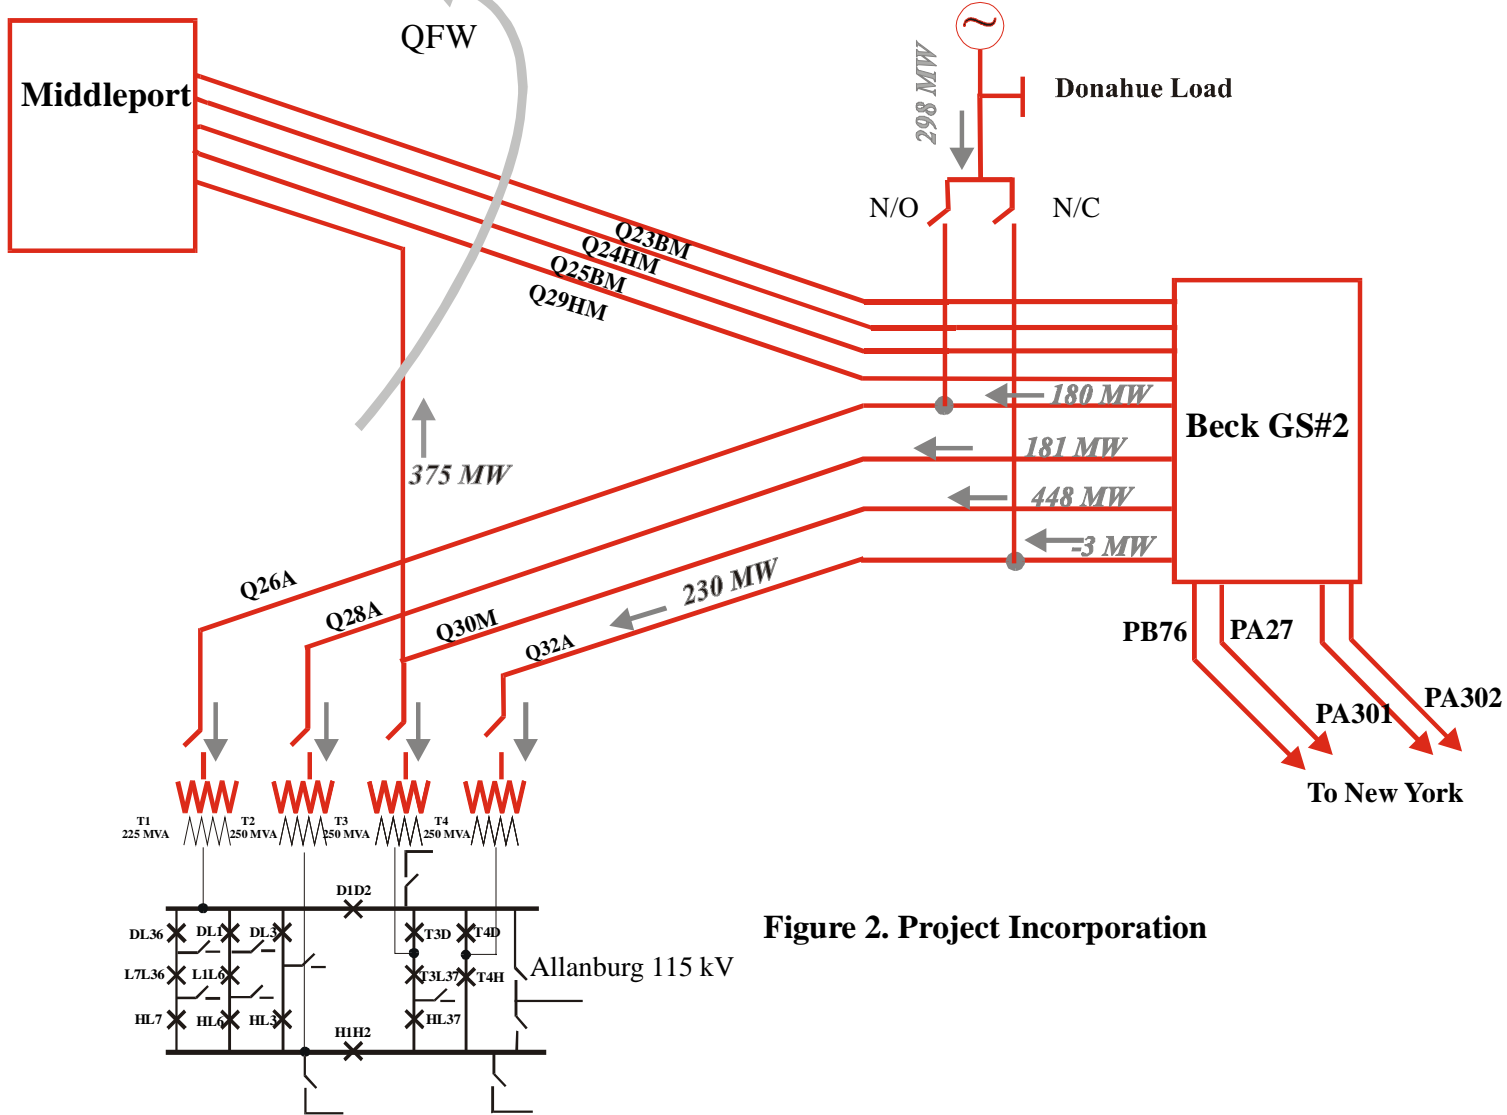 QFW
Middleport
298 MW
Donahue Load
N/O
N/C
Q23BM
Q24HM
Q25BM
Q29HM
180 MW
181 MW
448 MW
-3 MW
Beck GS#2
375 MW
230 MW
Q26A
Q28A
Q30M
Q32A
PB76
PA27
PA301
PA302
To New York
T1
225 MVA
T2
250 MVA
T3
250 MVA
T4
250 MVA
D1D2
DL36
DL1
DL3
T3D
T4D
L7L36
L1L6
T3L37
T4H
Allanburg 115 kV
HL7
HL6
HL3
HL37
H1H2
Figure 2. Project Incorporation